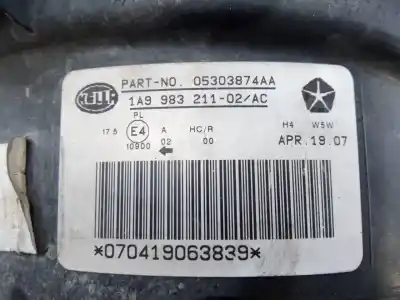 PART-NO. 05303874AA
1A9 983 211-02/AC
PL
17.5 E4 A HC/R H4 W5W
02 00
10900
APR.19.07
*070419063839*